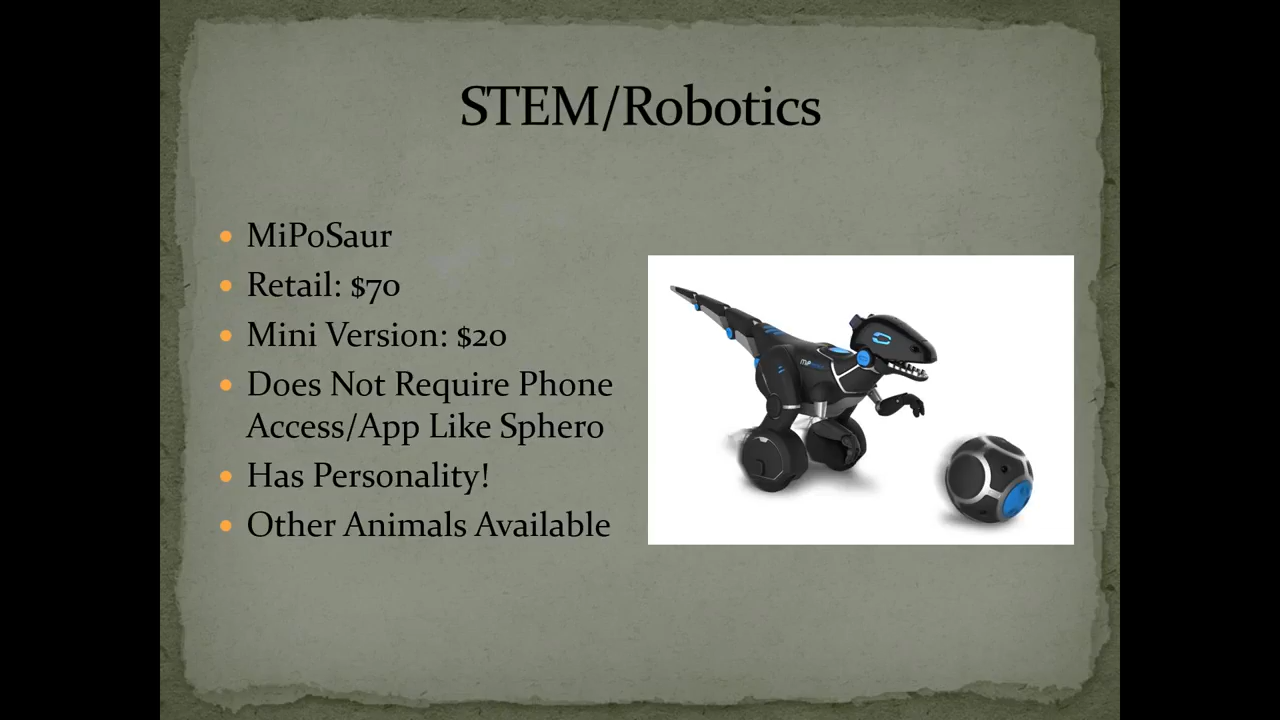 STEM/Robotics
MiPoSaur
Retail: $70
Mini Version: $20
Does Not Require Phone
Access/App Like Sphero
Has Personality!
Other Animals Available